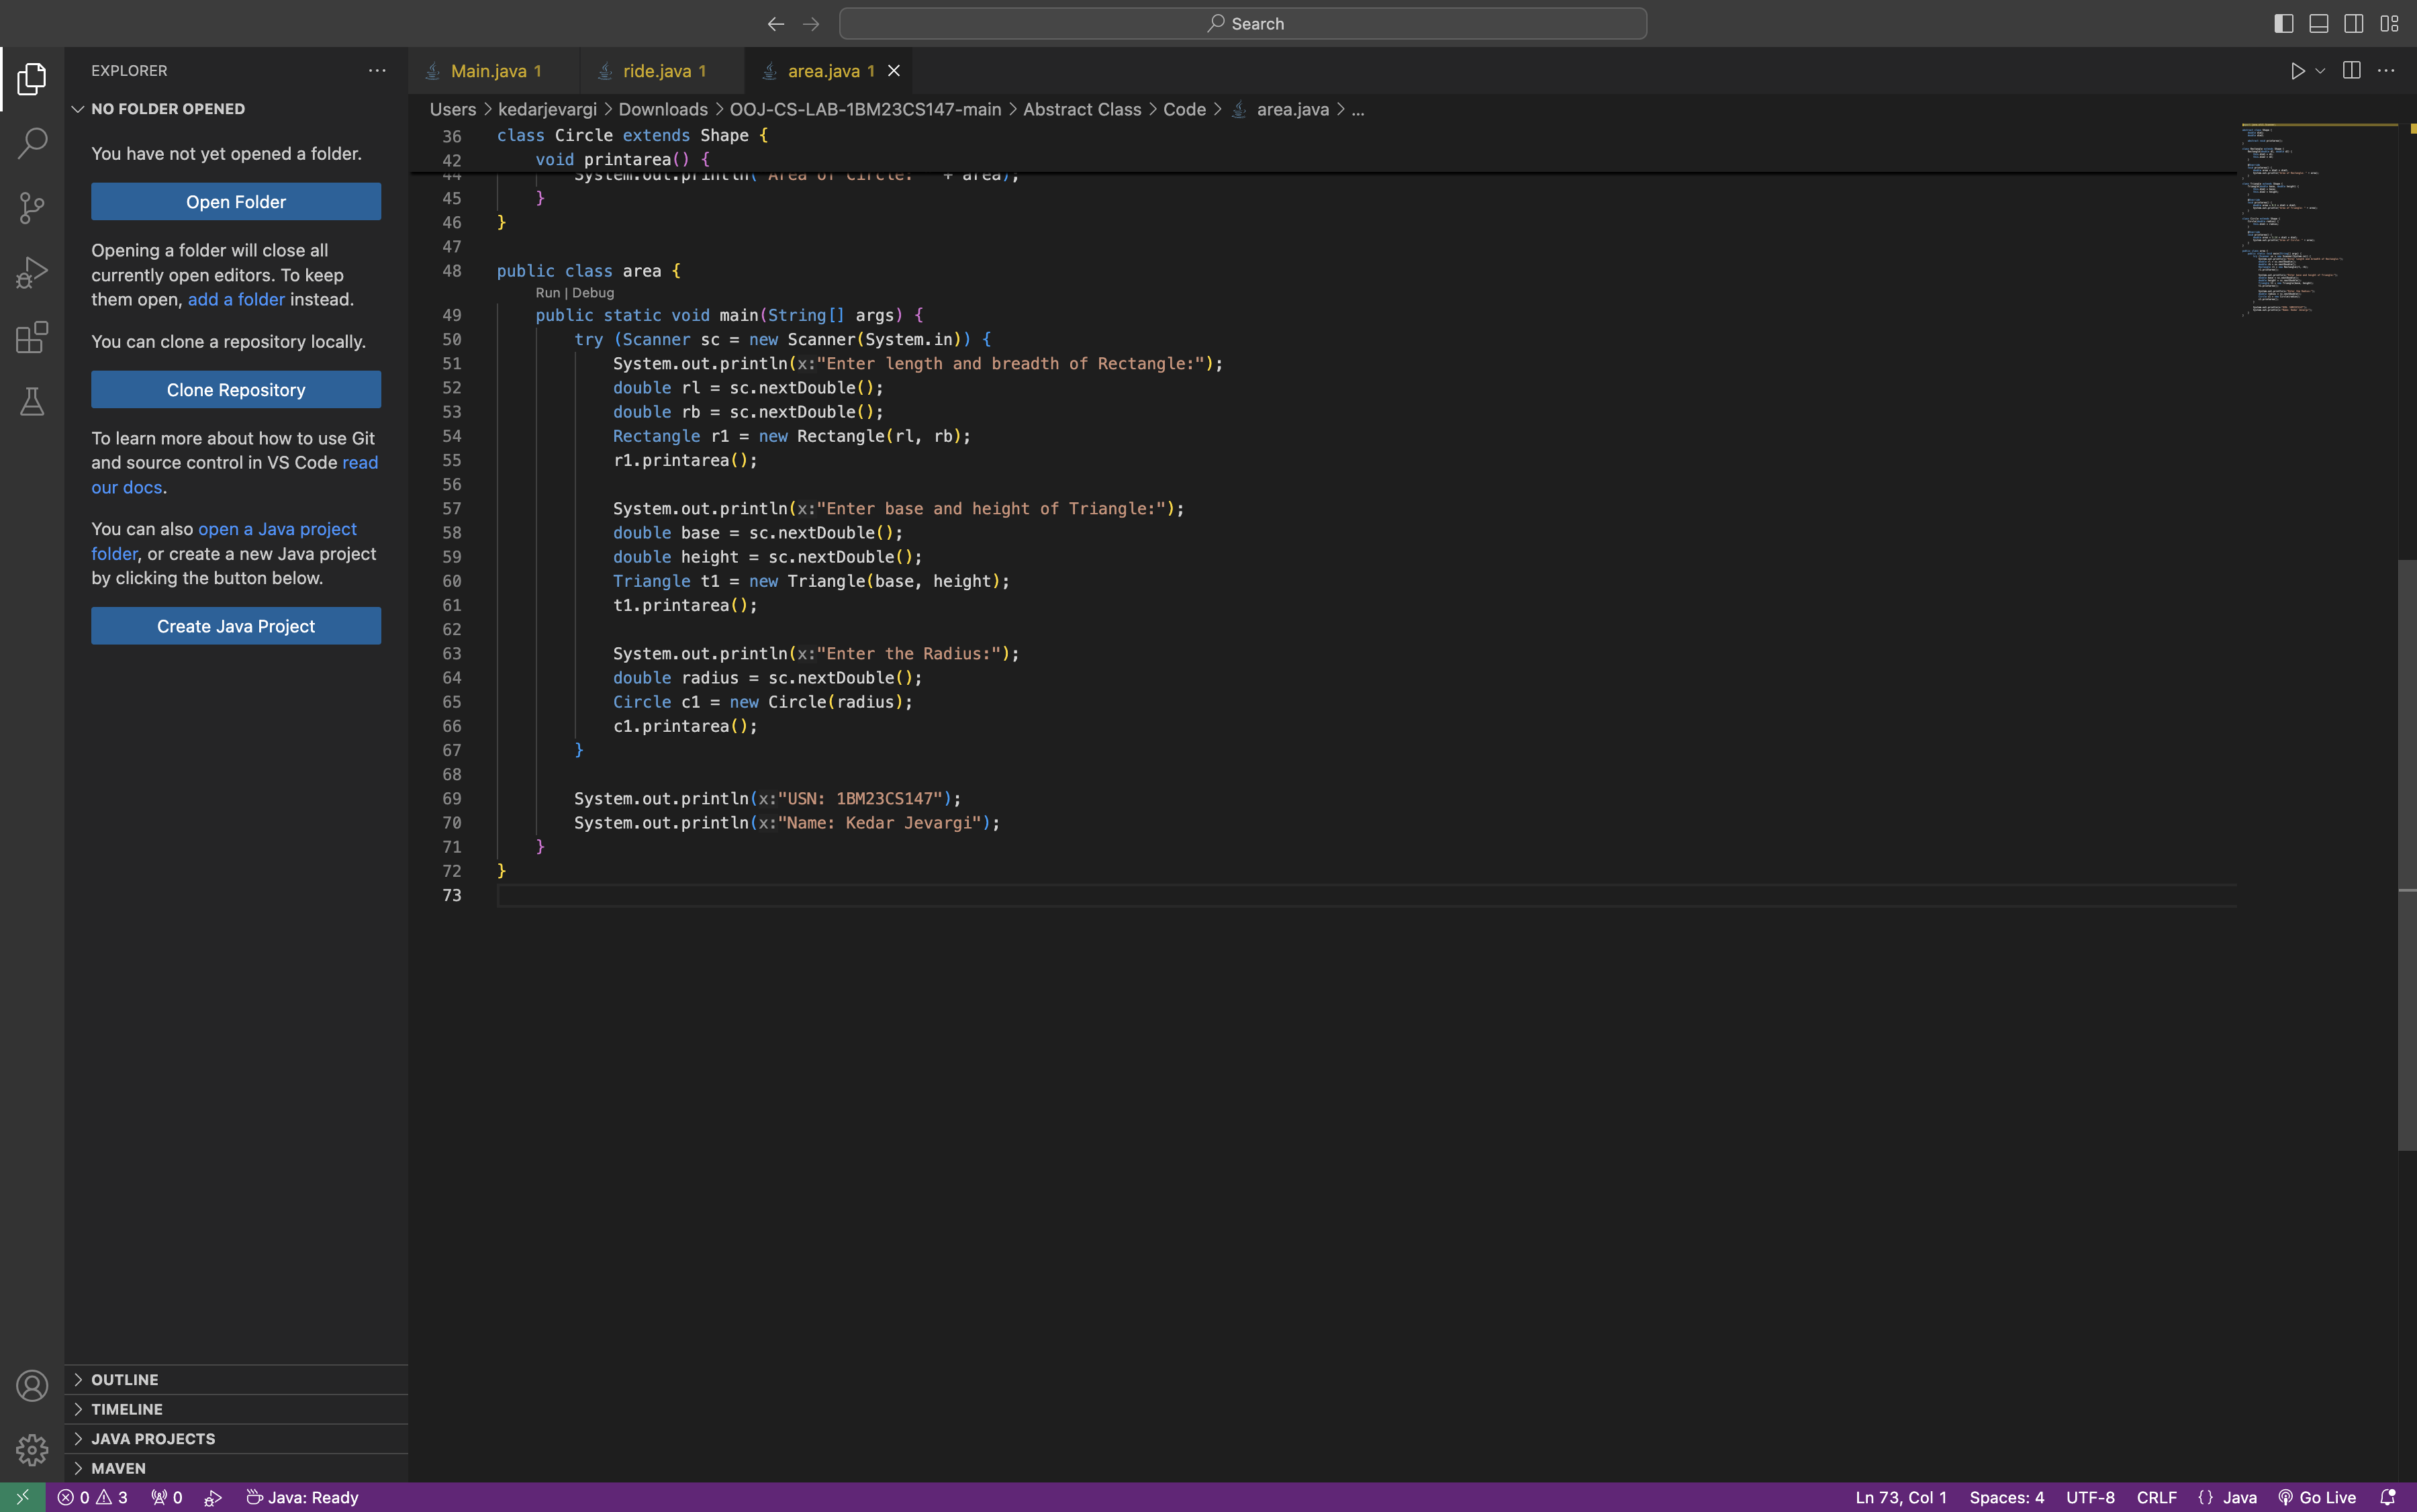 Search
EXPLORER
NO FOLDER OPENED
You have not yet opened a folder.
Open Folder
Opening a folder will close all
currently open editors. To keep
them open, add a folder instead.
You can clone a repository locally.
Clone Repository
To learn more about how to use Git
and source control in VS Code read
our docs.
You can also open a Java project
folder, or create a new Java project
by clicking the button below.
Create Java Project
OUTLINE
TIMELINE
JAVA PROJECTS
MAVEN
Main.java 1
ride.java 1
area.java 1
Users > kedarjevargi > Downloads > OOJ-CS-LAB-1BM23CS147-main > Abstract Class > Code > area.java > ...
36 class Circle extends Shape {
42 void printarea() {
44 System.out.println("Area of Circle: " + area);
45 }
46 }
47
48 public class area {
Run | Debug
49 public static void main(String[] args) {
50 try (Scanner sc = new Scanner(System.in)) {
51 System.out.println(x:"Enter length and breadth of Rectangle:");
52 double rl = sc.nextDouble();
53 double rb = sc.nextDouble();
54 Rectangle r1 = new Rectangle(rl, rb);
55 r1.printarea();
56
57 System.out.println(x:"Enter base and height of Triangle:");
58 double base = sc.nextDouble();
59 double height = sc.nextDouble();
60 Triangle t1 = new Triangle(base, height);
61 t1.printarea();
62
63 System.out.println(x:"Enter the Radius:");
64 double radius = sc.nextDouble();
65 Circle c1 = new Circle(radius);
66 c1.printarea();
67 }
68
69 System.out.println(x:"USN: 1BM23CS147");
70 System.out.println(x:"Name: Kedar Jevargi");
71 }
72 }
73
0 3
0
Java: Ready
Ln 73, Col 1
Spaces: 4
UTF-8
CRLF
{ } Java
Go Live